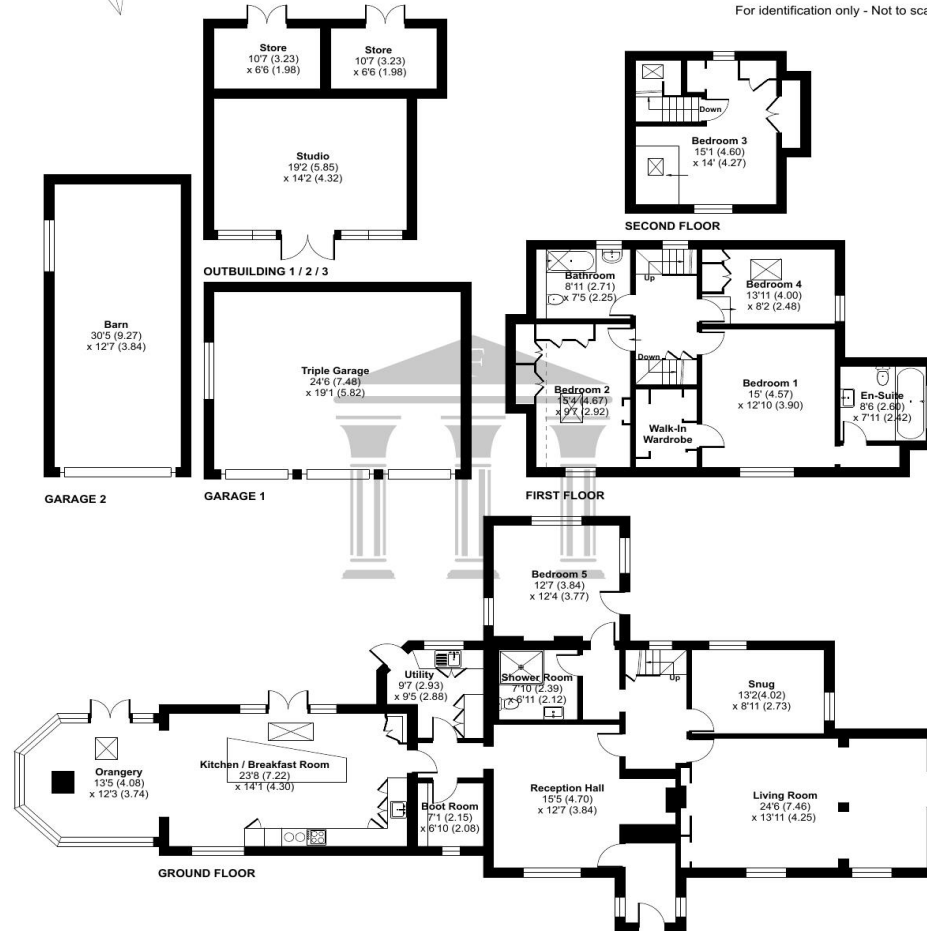 For identification only - Not to sca
Store
10'7 (3.23)
x 6'6 (1.98)
Store
10'7 (3.23)
x 6'6 (1.98)
Studio
19'2 (5.85)
x 14'2 (4.32)
OUTBUILDING 1 / 2 / 3
Down
Bedroom 3
15'1 (4.60)
x 14' (4.27)
SECOND FLOOR
Barn
30'5 (9.27)
x 12'7 (3.84)
GARAGE 2
Triple Garage
24'6 (7.48)
x 19'1 (5.82)
GARAGE 1
Bathroom
8'11 (2.71)
x 7'5 (2.25)
Up
Bedroom 4
13'11 (4.00)
x 8'2 (2.48)
Down
Bedroom 2
15'4 (4.67)
x 9'7 (2.92)
Walk-In
Wardrobe
Bedroom 1
15' (4.57)
x 12'10 (3.90)
En-Suite
8'6 (2.60)
x 7'11 (2.42)
FIRST FLOOR
Bedroom 5
12'7 (3.84)
x 12'4 (3.77)
Utility
9'7 (2.93)
x 9'5 (2.88)
Shower Room
7'10 (2.39)
x 6'11 (2.12)
Up
Snug
13'2(4.02)
x 8'11 (2.73)
Orangery
13'5 (4.08)
x 12'3 (3.74)
Kitchen / Breakfast Room
23'8 (7.22)
x 14'1 (4.30)
Boot Room
7'1 (2.15)
x 6'10 (2.08)
Reception Hall
15'5 (4.70)
x 12'7 (3.84)
Living Room
24'6 (7.46)
x 13'11 (4.25)
GROUND FLOOR